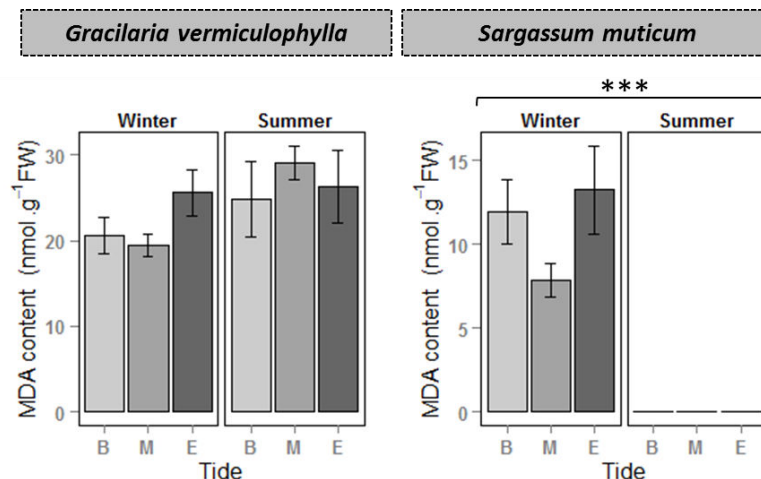 Gracilaria vermiculophylla
Sargassum muticum
***
Winter
Summer
MDA content (nmol.g⁻¹FW)
30
20
10
0
B M E
B M E
Tide
Winter
Summer
MDA content (nmol.g⁻¹FW)
15
10
5
0
B M E
B M E
Tide